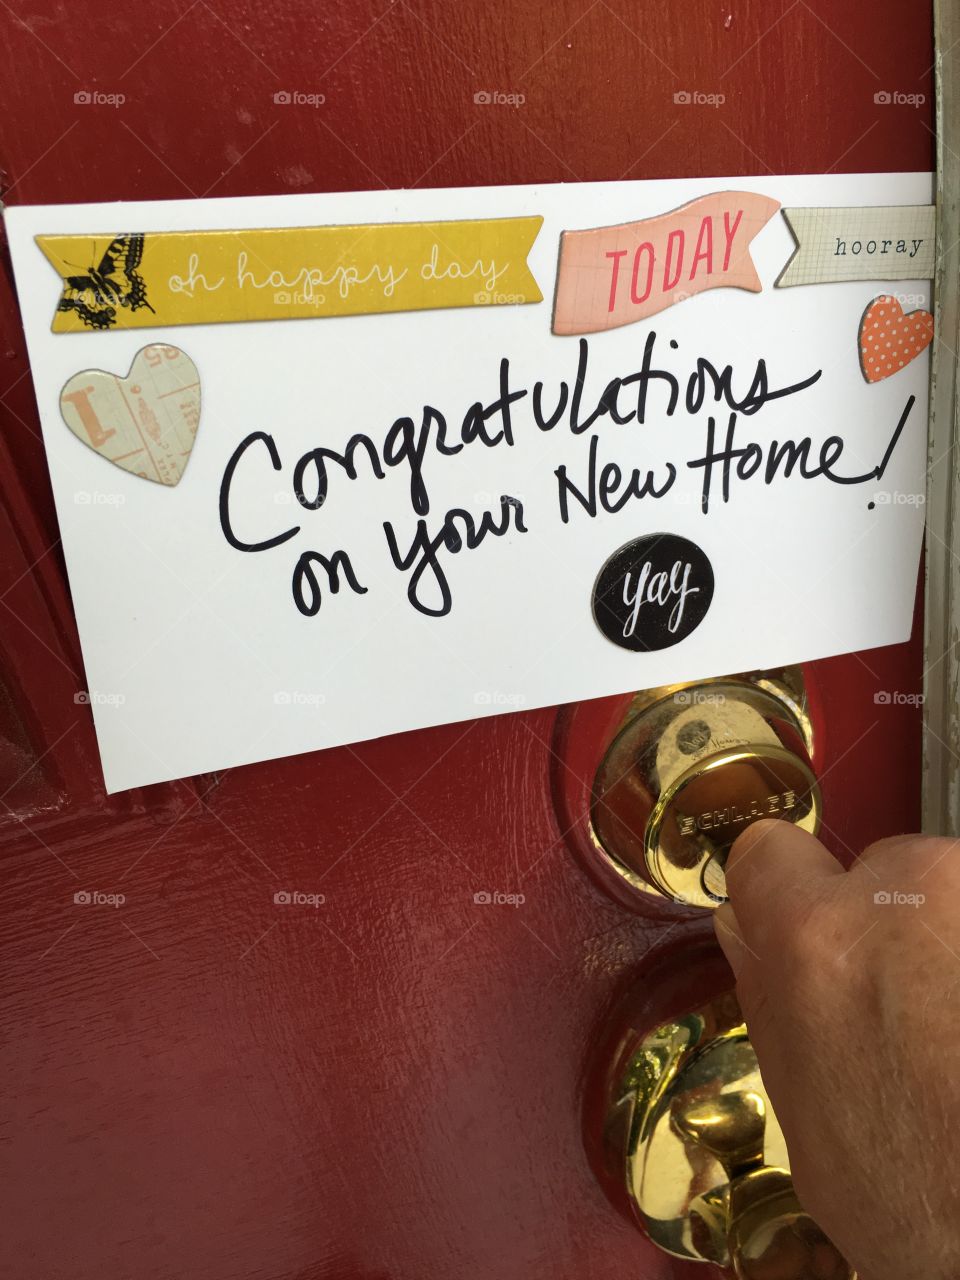 oh happy day
TODAY
hooray
Congratulations
on your New Home!
yay
SCHLAGE